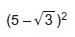 (5 – √3 )²